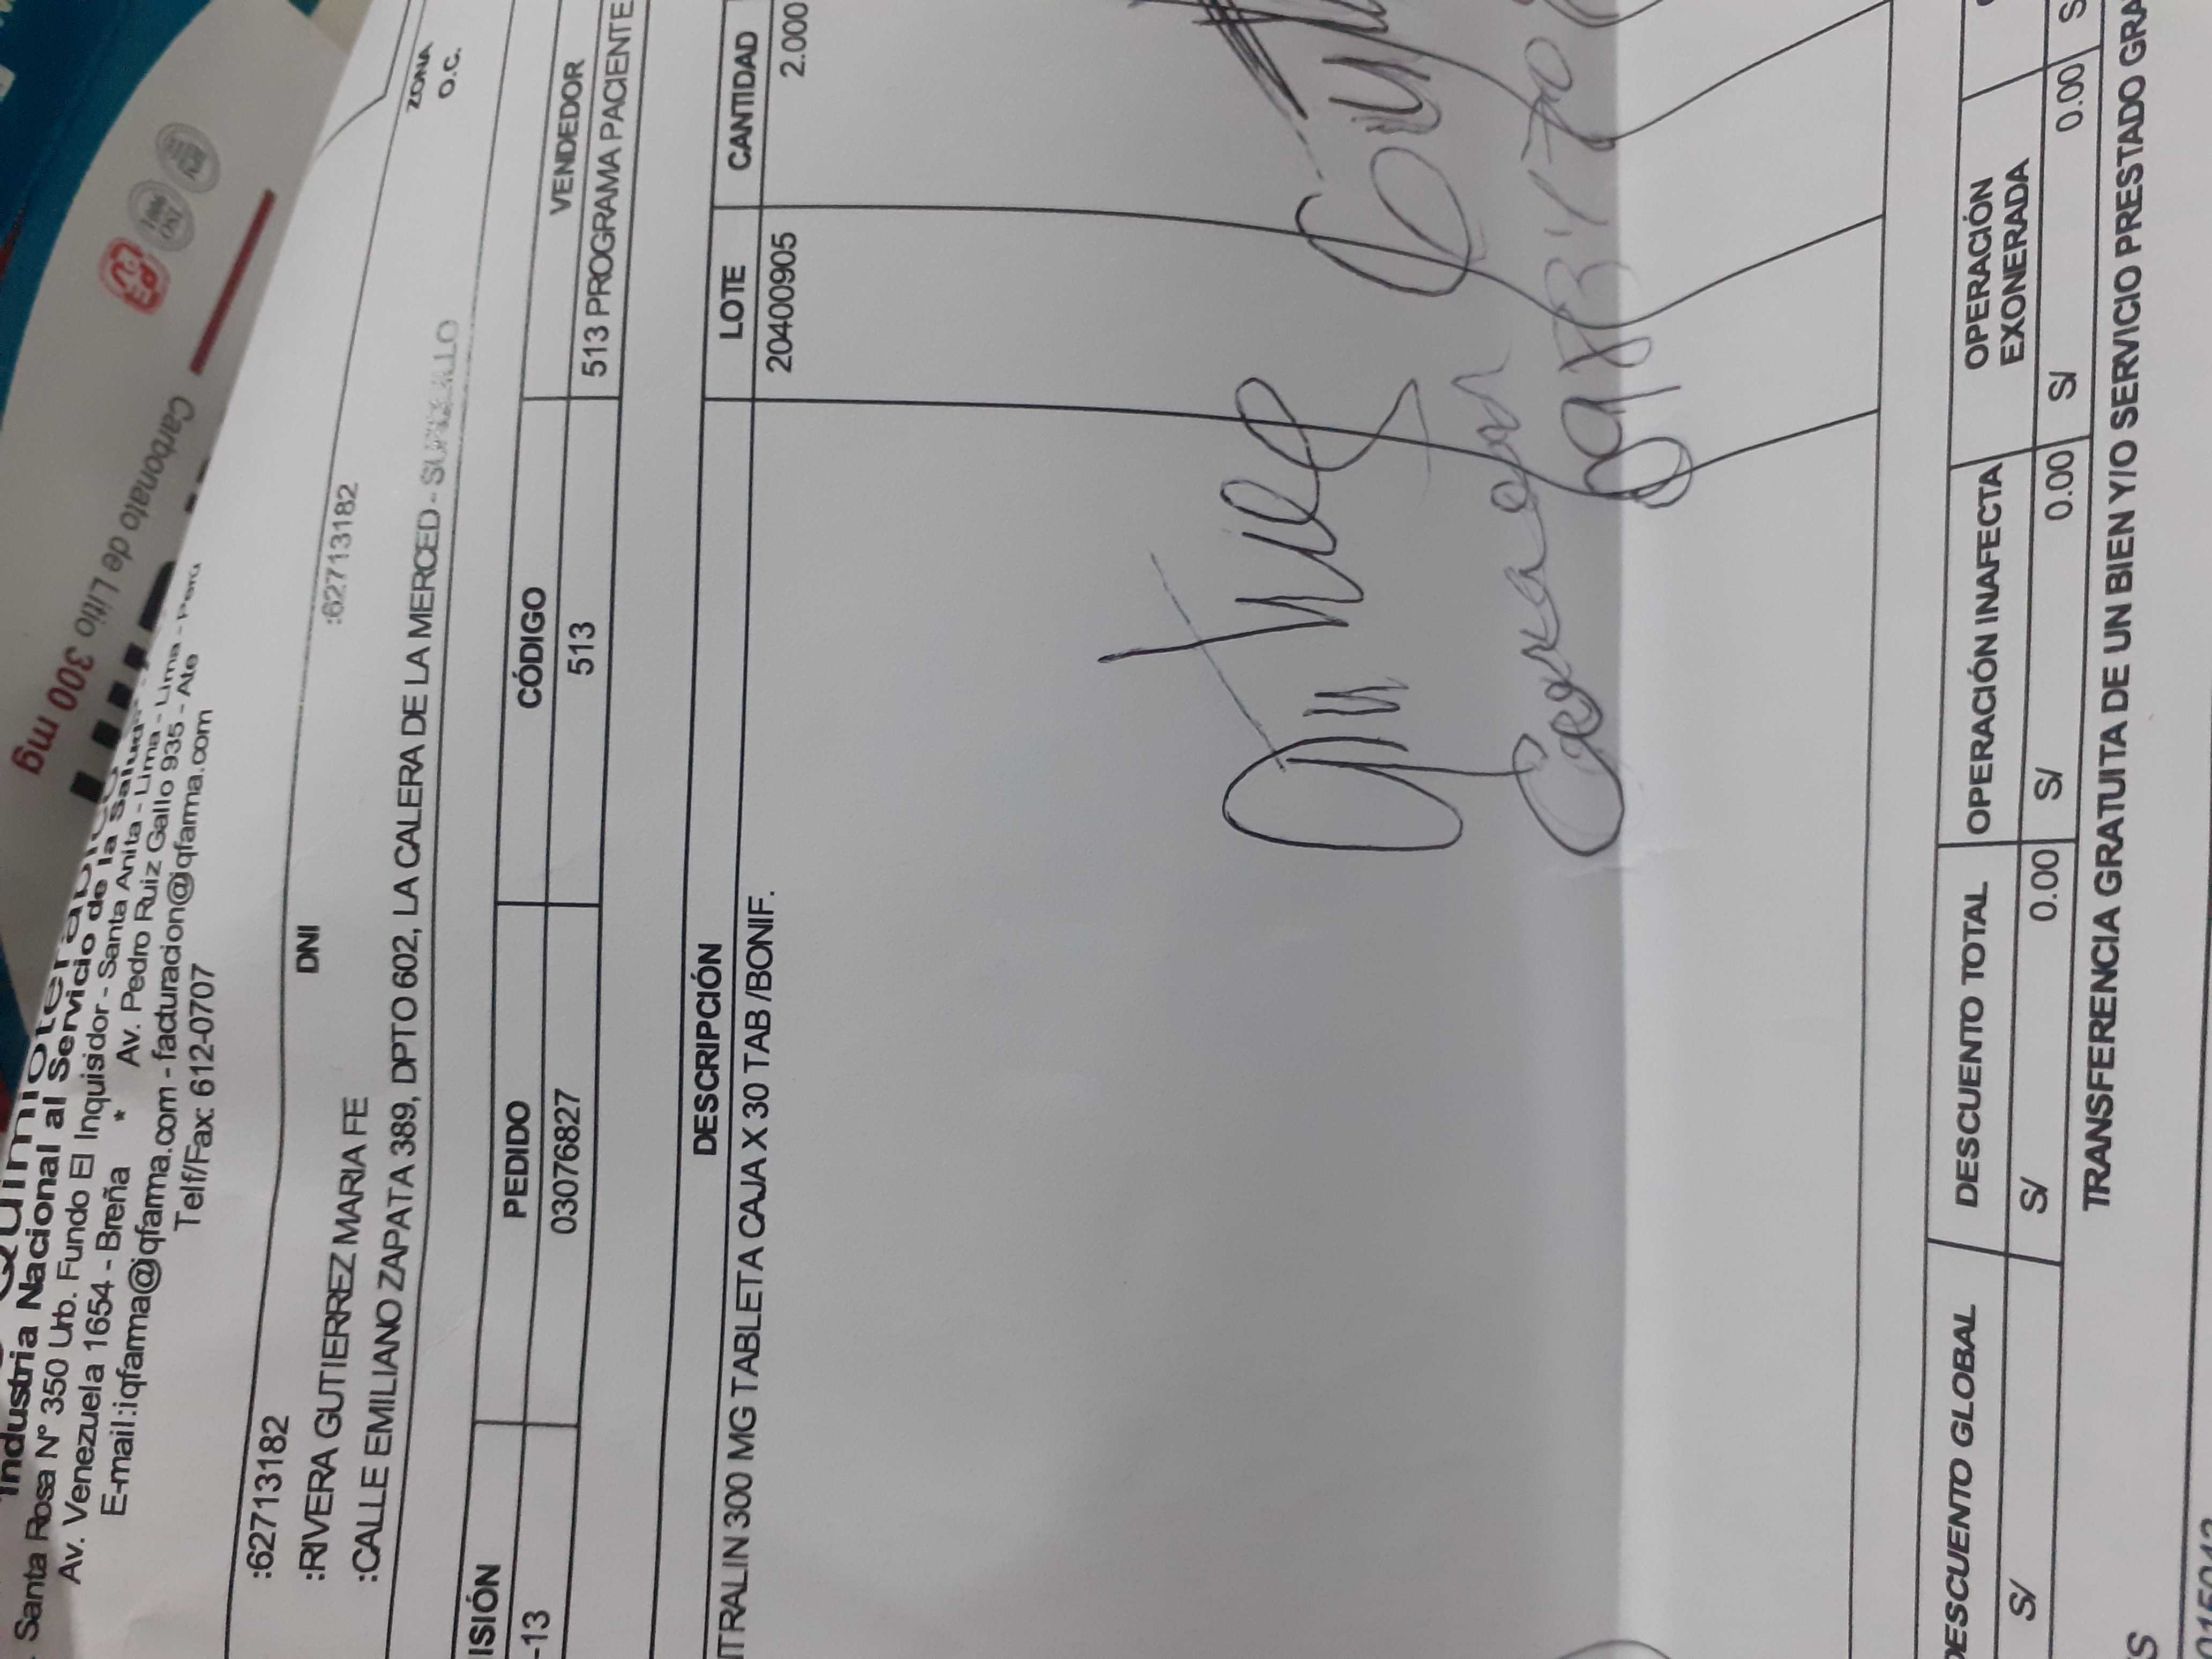 Carbonato de Litio 300 mg
Industria Nacional al Servicio de la Salud
Santa Rosa N° 350 Urb. Fundo El Inquisidor - Santa Anita - Lima - Lima - Perú
Av. Venezuela 1654 - Breña * Av. Pedro Ruiz Gallo 935 - Ate
E-mail:iqfarma@iqfarma.com - facturacion@iqfarma.com
Telf/Fax: 612-0707
:62713182 DNI :62713182
:RIVERA GUTIERREZ MARIA FE
:CALLE EMILIANO ZAPATA 389, DPTO 602, LA CALERA DE LA MERCED - SURQUILLO
ZONA
O.C.
ISIÓN PEDIDO CÓDIGO VENDEDOR
-13 03076827 513 513 PROGRAMA PACIENTE
DESCRIPCIÓN LOTE CANTIDAD
ITRALIN 300 MG TABLETA CAJA X 30 TAB /BONIF. 20400905 2.000
DESCUENTO GLOBAL DESCUENTO TOTAL OPERACIÓN INAFECTA OPERACIÓN EXONERADA
S/ S/ 0.00 S/ 0.00 S/ 0.00 S
TRANSFERENCIA GRATUITA DE UN BIEN Y/O SERVICIO PRESTADO GRA